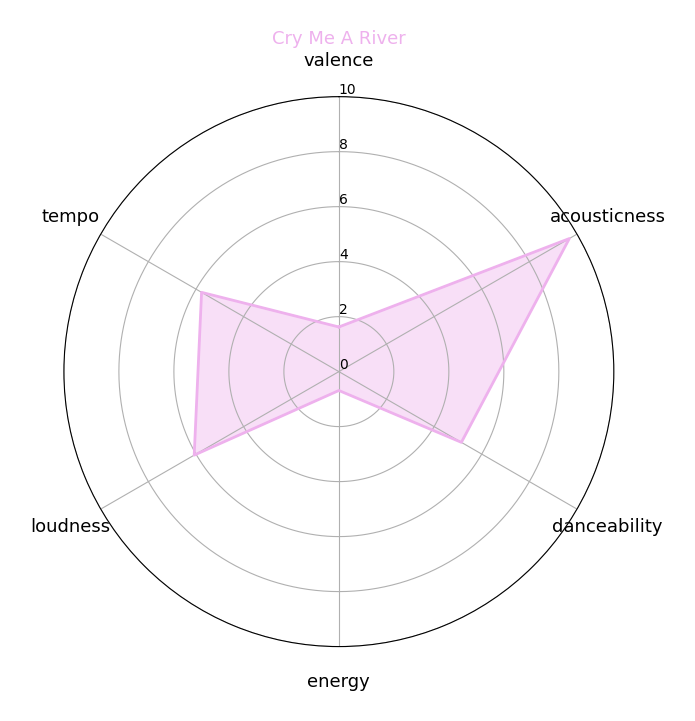 Cry Me A River
valence
10
8
6
4
2
0
tempo
acousticness
loudness
danceability
energy